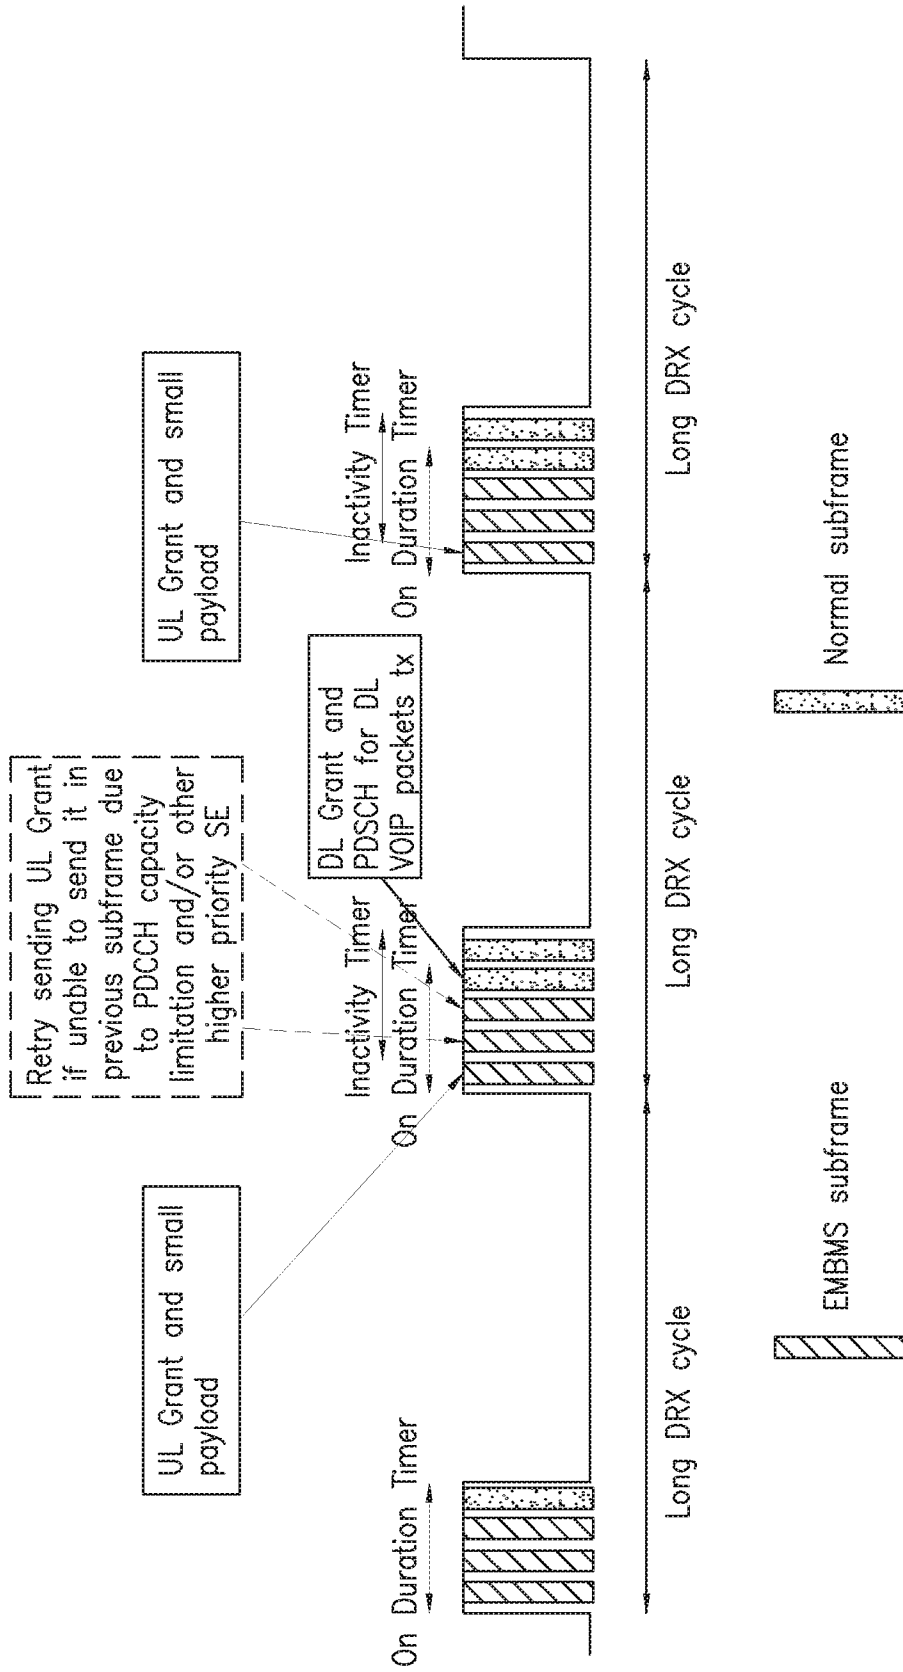 Retry sending UL Grant
if unable to send it in
previous subframe due
to PDCCH capacity
limitation and/or other
higher priority SE
UL Grant and small
payload
UL Grant and small
payload
DL Grant and
PDSCH for DL
VOIP packets tx
On Duration Timer
Inactivity Timer
On Duration Timer
Inactivity Timer
On Duration Timer
Long DRX cycle
Long DRX cycle
Long DRX cycle
EMBMS subframe
Normal subframe